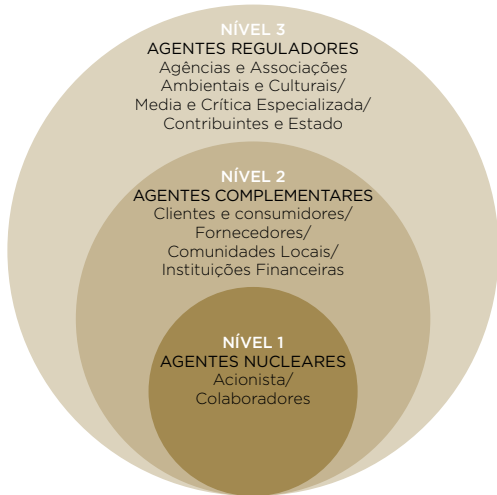 NÍVEL 3
AGENTES REGULADORES
Agências e Associações
Ambientais e Culturais/
Media e Crítica Especializada/
Contribuintes e Estado
NÍVEL 2
AGENTES COMPLEMENTARES
Clientes e consumidores/
Fornecedores/
Comunidades Locais/
Instituições Financeiras
NÍVEL 1
AGENTES NUCLEARES
Acionista/
Colaboradores